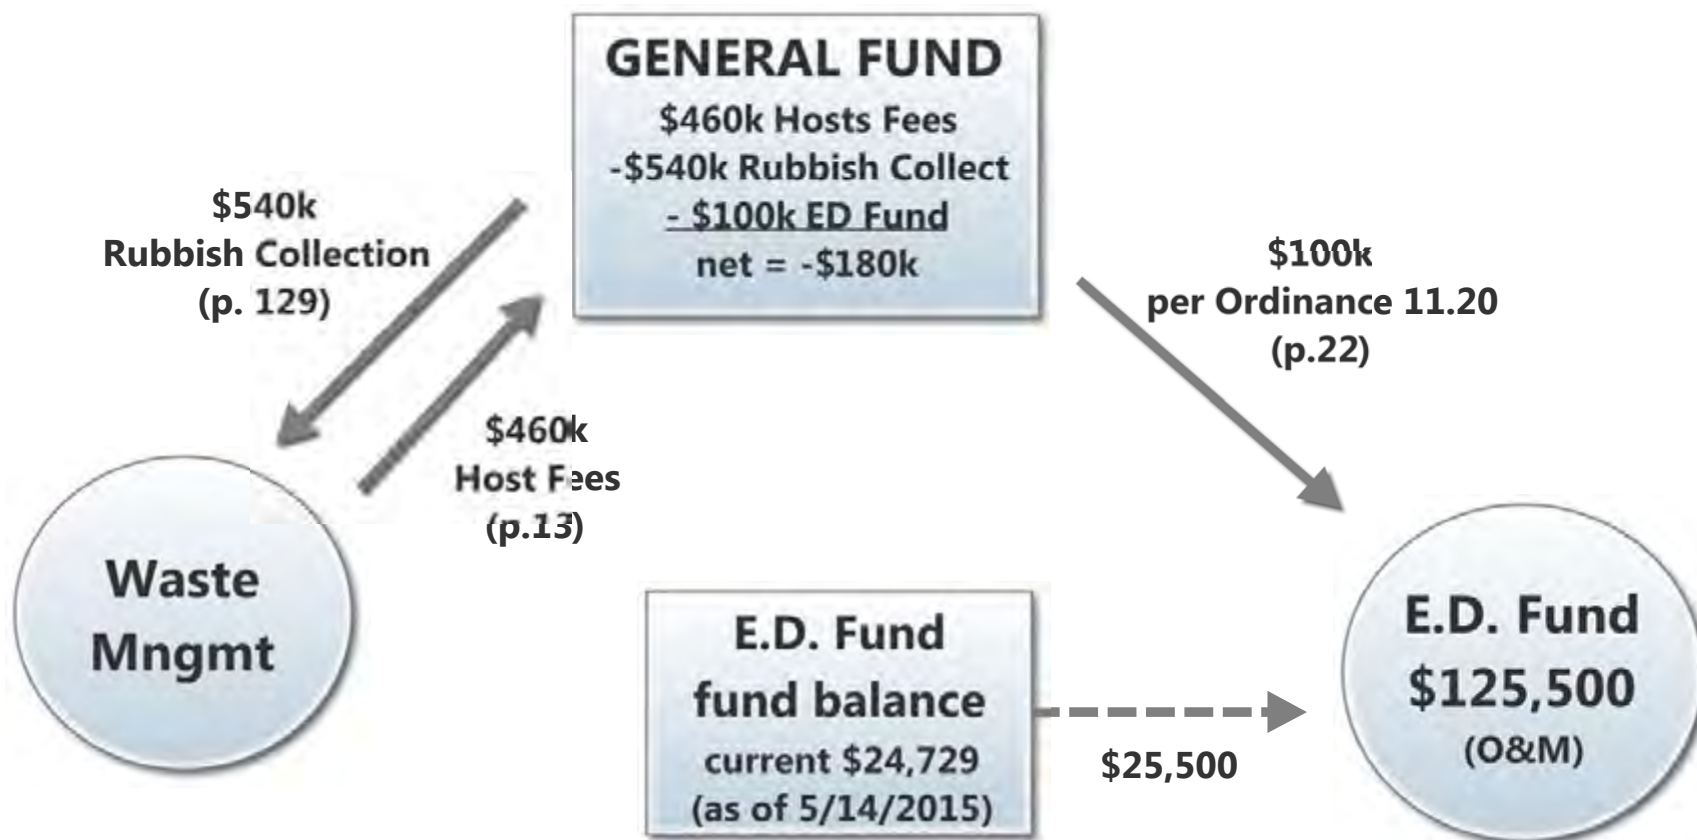 GENERAL FUND
$460k Hosts Fees
-$540k Rubbish Collect
- $100k ED Fund
net = -$180k
$540k
Rubbish Collection
(p. 129)
$460k
Host Fees
(p.13)
$100k
per Ordinance 11.20
(p.22)
Waste
Mngmt
E.D. Fund
fund balance
current $24,729
(as of 5/14/2015)
$25,500
E.D. Fund
$125,500
(O&M)